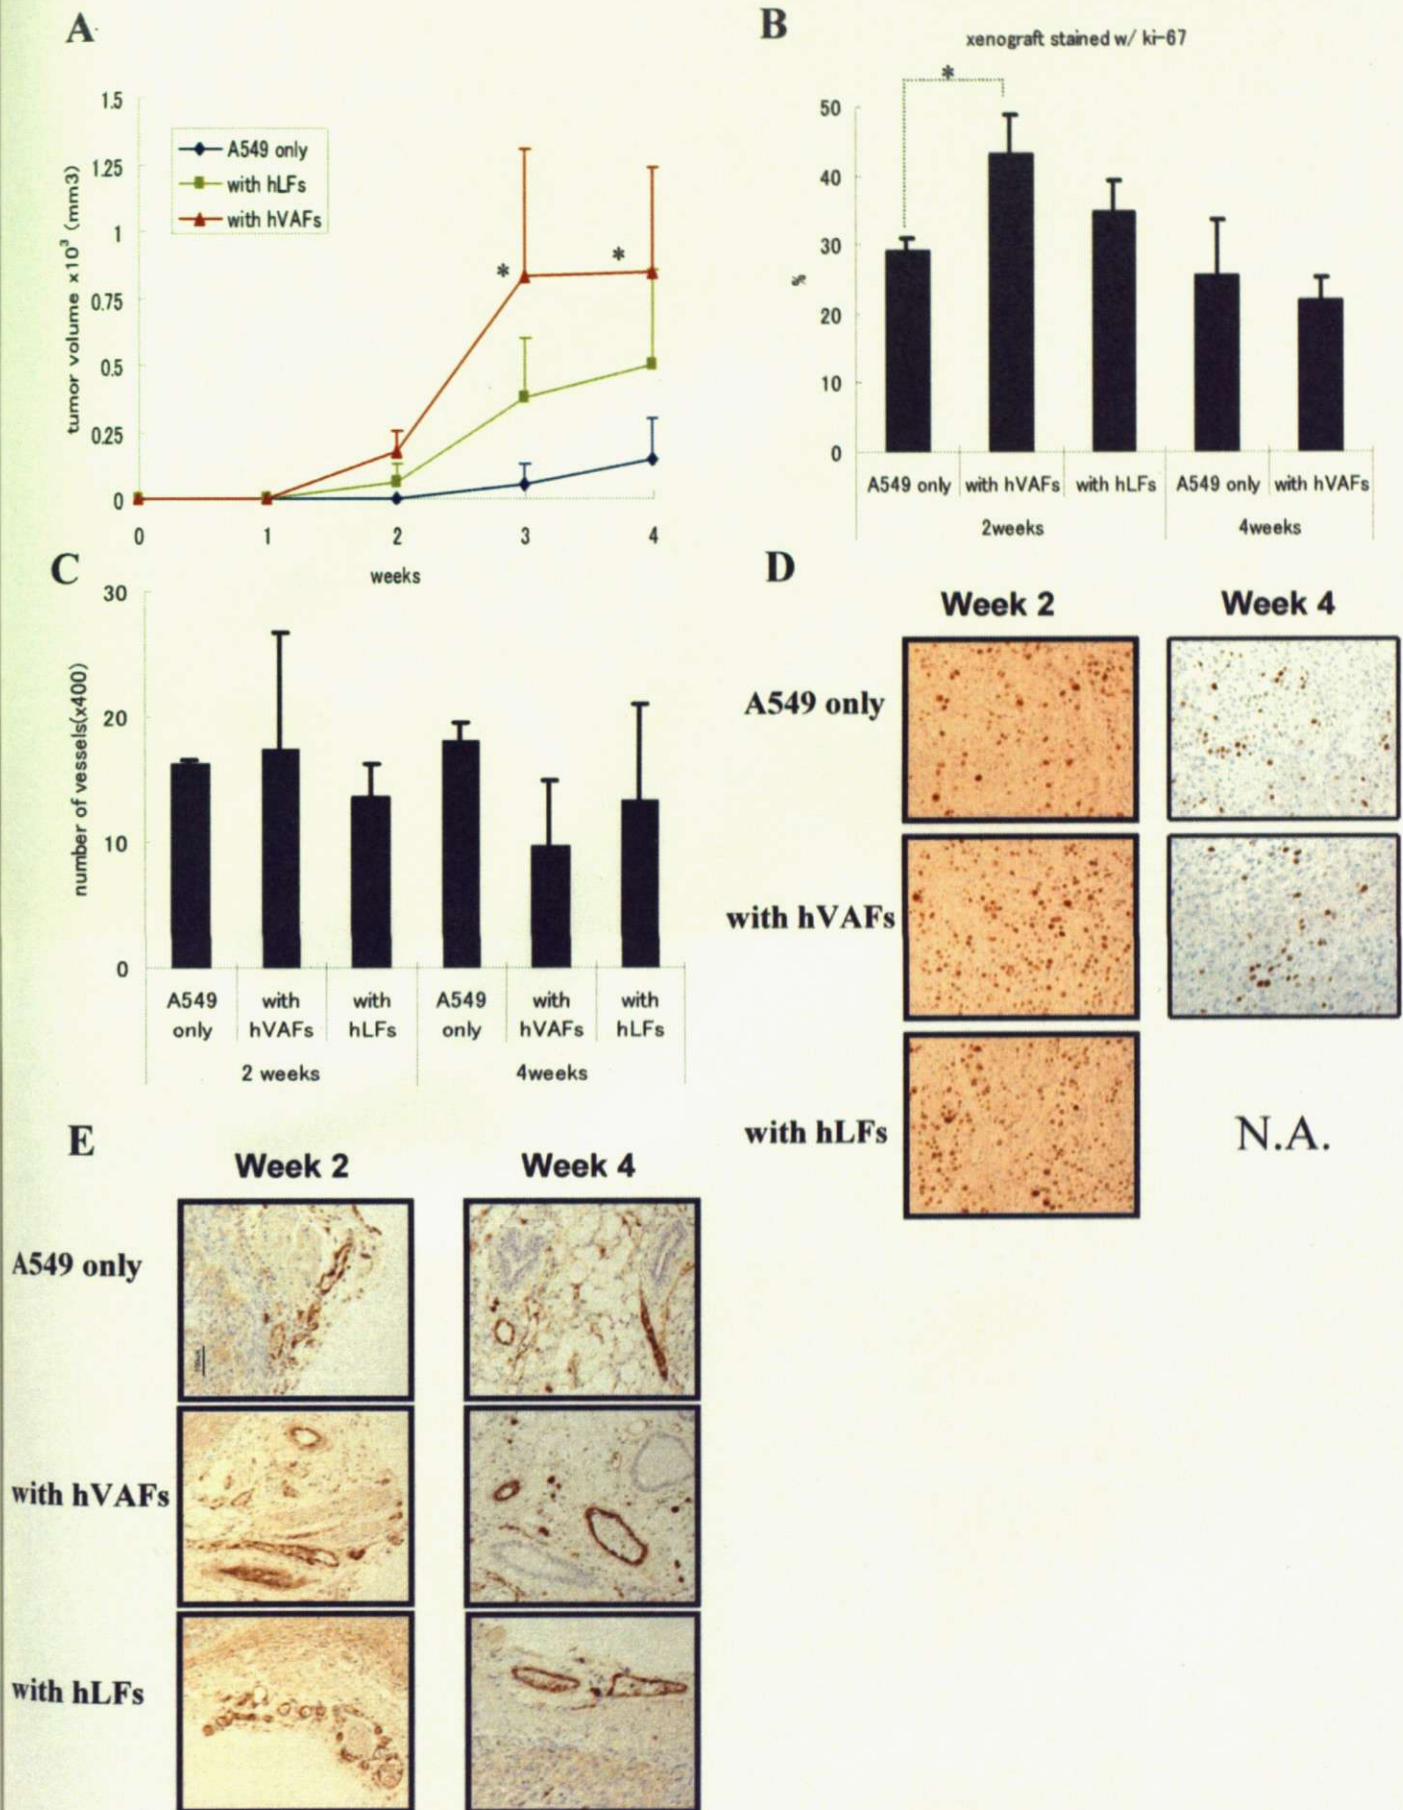 A
1.5
1.25
1
0.75
0.5
0.25
0
tumor volume x10³ (mm3)
A549 only
with hLFs
with hVAFs
*
*
0 1 2 3 4
weeks
B
xenograft stained w/ ki-67
*
50
40
30
20
10
0
%
A549 only with hVAFs with hLFs A549 only with hVAFs
2weeks 4weeks
C
30
20
10
0
number of vessels(x400)
A549 with with A549 with with
only hVAFs hLFs only hVAFs hLFs
2 weeks 4weeks
D
Week 2 Week 4
A549 only
with hVAFs
with hLFs
N.A.
E
Week 2 Week 4
A549 only
with hVAFs
with hLFs